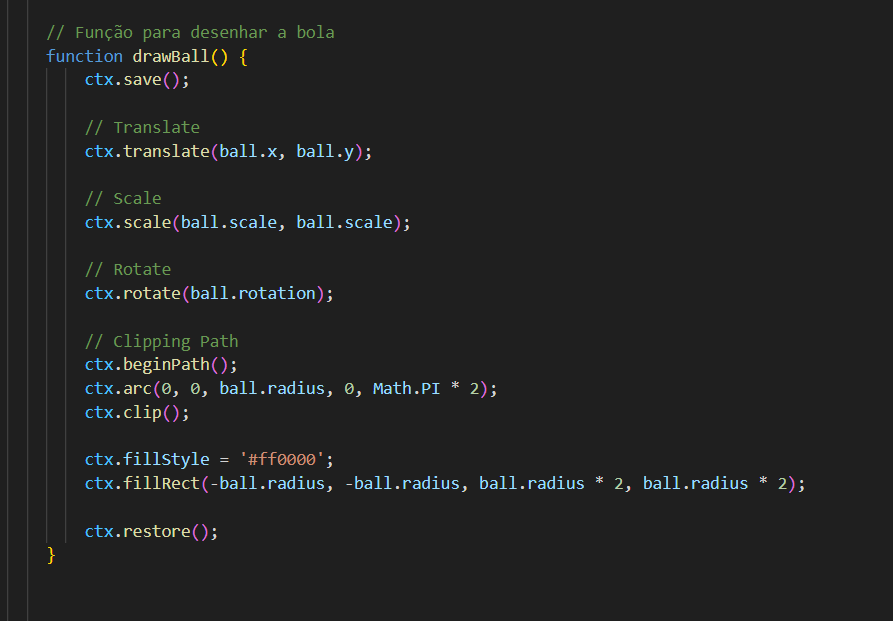 // Função para desenhar a bola
function drawBall() {
ctx.save();
// Translate
ctx.translate(ball.x, ball.y);
// Scale
ctx.scale(ball.scale, ball.scale);
// Rotate
ctx.rotate(ball.rotation);
// Clipping Path
ctx.beginPath();
ctx.arc(0, 0, ball.radius, 0, Math.PI * 2);
ctx.clip();
ctx.fillStyle = '#ff0000';
ctx.fillRect(-ball.radius, -ball.radius, ball.radius * 2, ball.radius * 2);
ctx.restore();
}